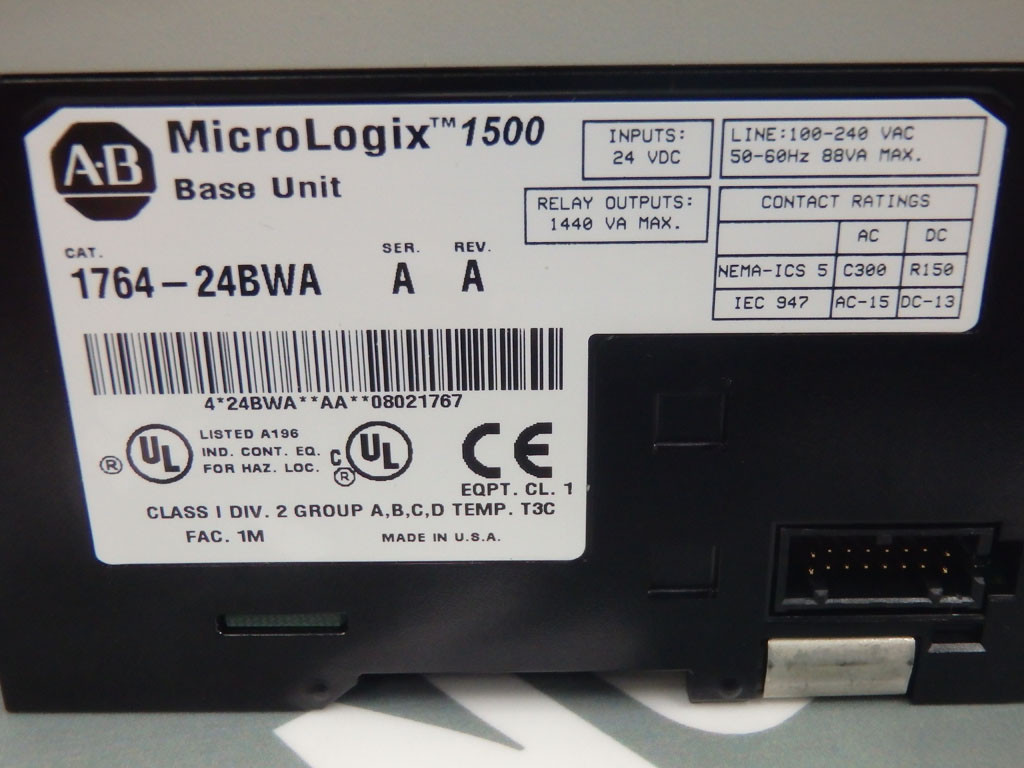 A·B
MicroLogix™ 1500
Base Unit
INPUTS:
24 VDC
LINE:100-240 VAC
50-60Hz 88VA MAX.
RELAY OUTPUTS:
1440 VA MAX.
CONTACT RATINGS
AC DC
NEMA-ICS 5 C300 R150
IEC 947 AC-15 DC-13
CAT. SER. REV.
1764-24BWA A A
4*24BWA**AA**08021767
® UL
LISTED A196
IND. CONT. EQ.
FOR HAZ. LOC.
C UL ®
CE
EQPT. CL. 1
CLASS I DIV. 2 GROUP A,B,C,D TEMP. T3C
FAC. 1M MADE IN U.S.A.